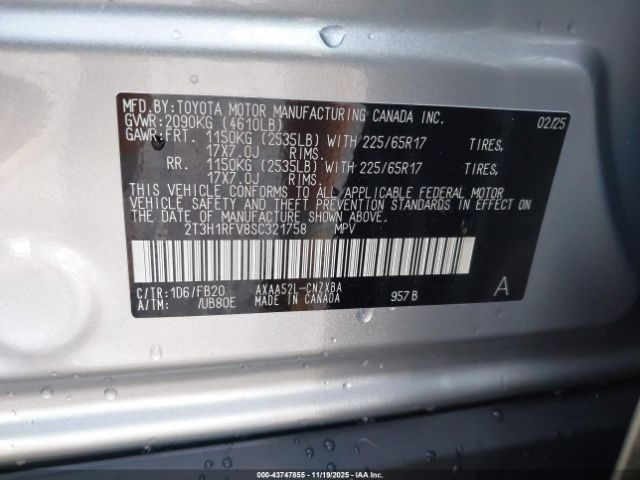 MFD.BY:TOYOTA MOTOR MANUFACTURING CANADA INC.
GVWR:2090KG (4610LB) 02/25
GAWR:FRT. 1150KG (2535LB) WITH 225/65R17 TIRES,
17X7.0J RIMS.
RR. 1150KG (2535LB) WITH 225/65R17 TIRES,
17X7.0J RIMS.
THIS VEHICLE CONFORMS TO ALL APPLICABLE FEDERAL MOTOR
VEHICLE SAFETY AND THEFT PREVENTION STANDARDS IN EFFECT ON
THE DATE OF MANUFACTURE SHOWN ABOVE.
2T3H1RFV8SC321758 MPV
C/TR:1D6/FB20 AXAA52L-CNZXBA
A/TM: /UB80E MADE IN CANADA 957B A
000-43747855 - 11/19/2025 - IAAI.COM